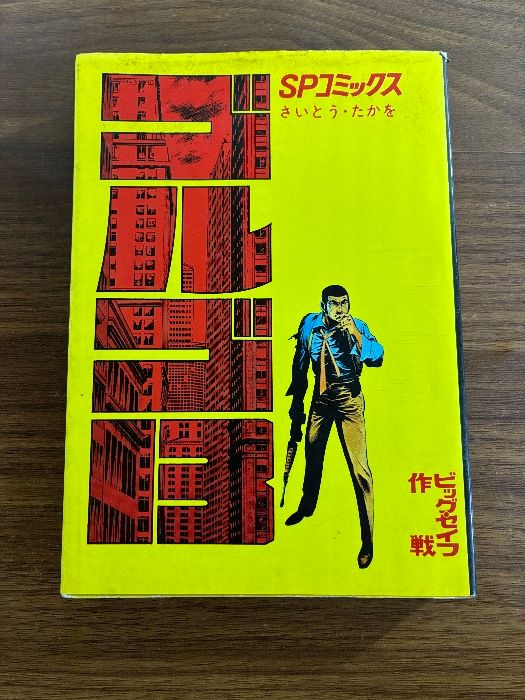 ゴルゴ13
SPコミックス
さいとう・たかを
ビッグ・セイフ
作戦